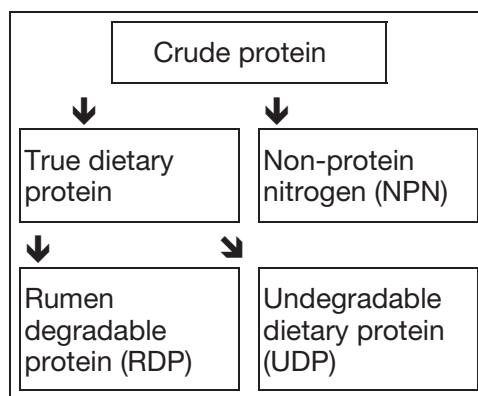 Crude protein
True dietary
protein
Non-protein
nitrogen (NPN)
Rumen
degradable
protein (RDP)
Undegradable
dietary protein
(UDP)